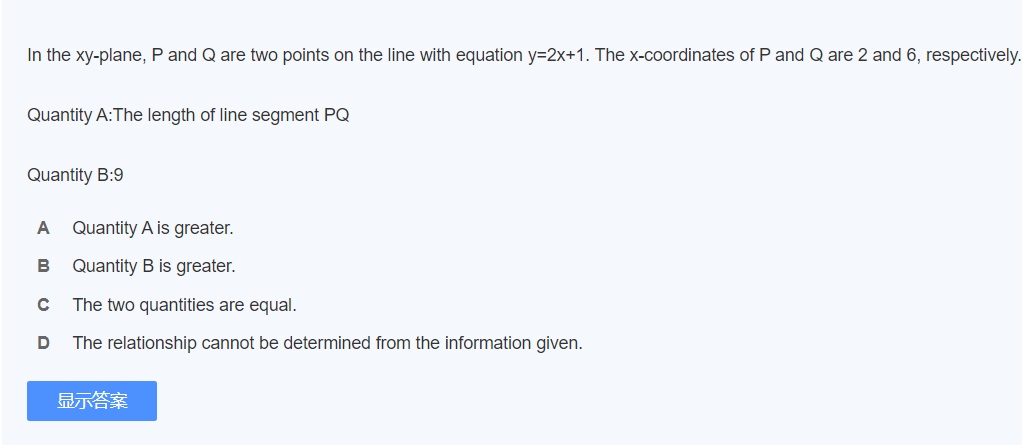 In the xy-plane, P and Q are two points on the line with equation y=2x+1. The x-coordinates of P and Q are 2 and 6, respectively.
Quantity A:The length of line segment PQ
Quantity B:9
A Quantity A is greater.
B Quantity B is greater.
C The two quantities are equal.
D The relationship cannot be determined from the information given.
显示答案